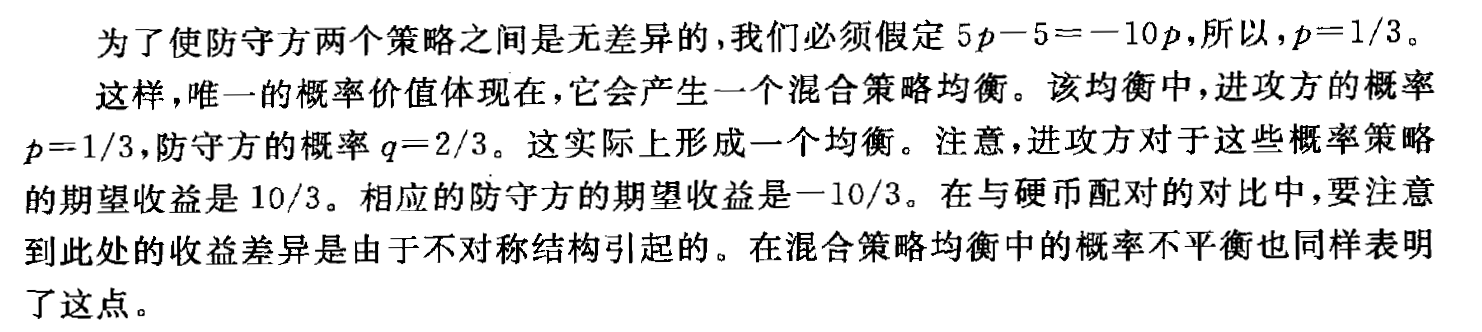 为了使防守方两个策略之间是无差异的,我们必须假定 5p-5=-10p,所以,p=1/3。
这样,唯一的概率价值体现在,它会产生一个混合策略均衡。该均衡中,进攻方的概率
p=1/3,防守方的概率 q=2/3。这实际上形成一个均衡。注意,进攻方对于这些概率策略
的期望收益是 10/3。相应的防守方的期望收益是-10/3。在与硬币配对的对比中,要注意
到此处的收益差异是由于不对称结构引起的。在混合策略均衡中的概率不平衡也同样表明
了这点。